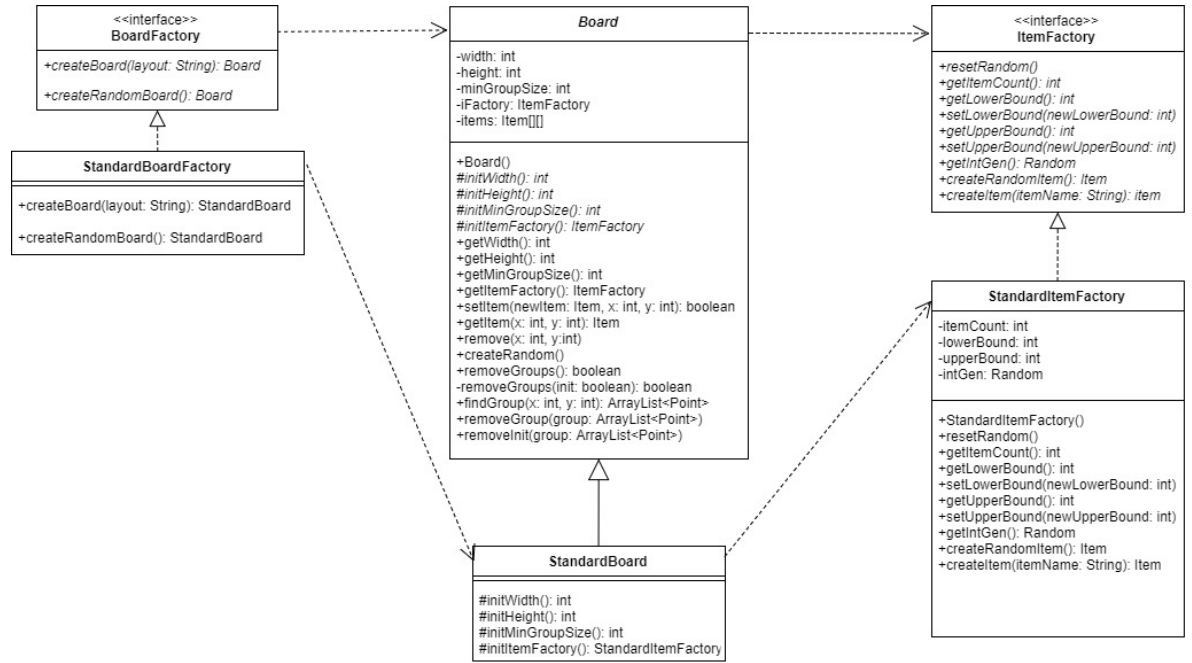 <<interface>>
BoardFactory
+createBoard(layout: String): Board
+createRandomBoard(): Board
StandardBoardFactory
+createBoard(layout: String): StandardBoard
+createRandomBoard(): StandardBoard
Board
-width: int
-height: int
-minGroupSize: int
-iFactory: ItemFactory
-items: Item[][]
+Board()
#initWidth(): int
#initHeight(): int
#initMinGroupSize(): int
#initItemFactory(): ItemFactory
+getWidth(): int
+getHeight(): int
+getMinGroupSize(): int
+getItemFactory(): ItemFactory
+setItem(newItem: Item, x: int, y: int): boolean
+getItem(x: int, y: int): Item
+remove(x: int, y:int)
+createRandom()
+removeGroups(): boolean
-removeGroups(init: boolean): boolean
+findGroup(x: int, y: int): ArrayList<Point>
+removeGroup(group: ArrayList<Point>)
+removeInit(group: ArrayList<Point>)
StandardBoard
#initWidth(): int
#initHeight(): int
#initMinGroupSize(): int
#initItemFactory(): StandardItemFactory
<<interface>>
ItemFactory
+resetRandom()
+getItemCount(): int
+getLowerBound(): int
+setLowerBound(newLowerBound: int)
+getUpperBound(): int
+setUpperBound(newUpperBound: int)
+getIntGen(): Random
+createRandomItem(): Item
+createItem(itemName: String): item
StandardItemFactory
-itemCount: int
-lowerBound: int
-upperBound: int
-intGen: Random
+StandardItemFactory()
+resetRandom()
+getItemCount(): int
+getLowerBound(): int
+setLowerBound(newLowerBound: int)
+getUpperBound(): int
+setUpperBound(newUpperBound: int)
+getIntGen(): Random
+createRandomItem(): Item
+createItem(itemName: String): Item